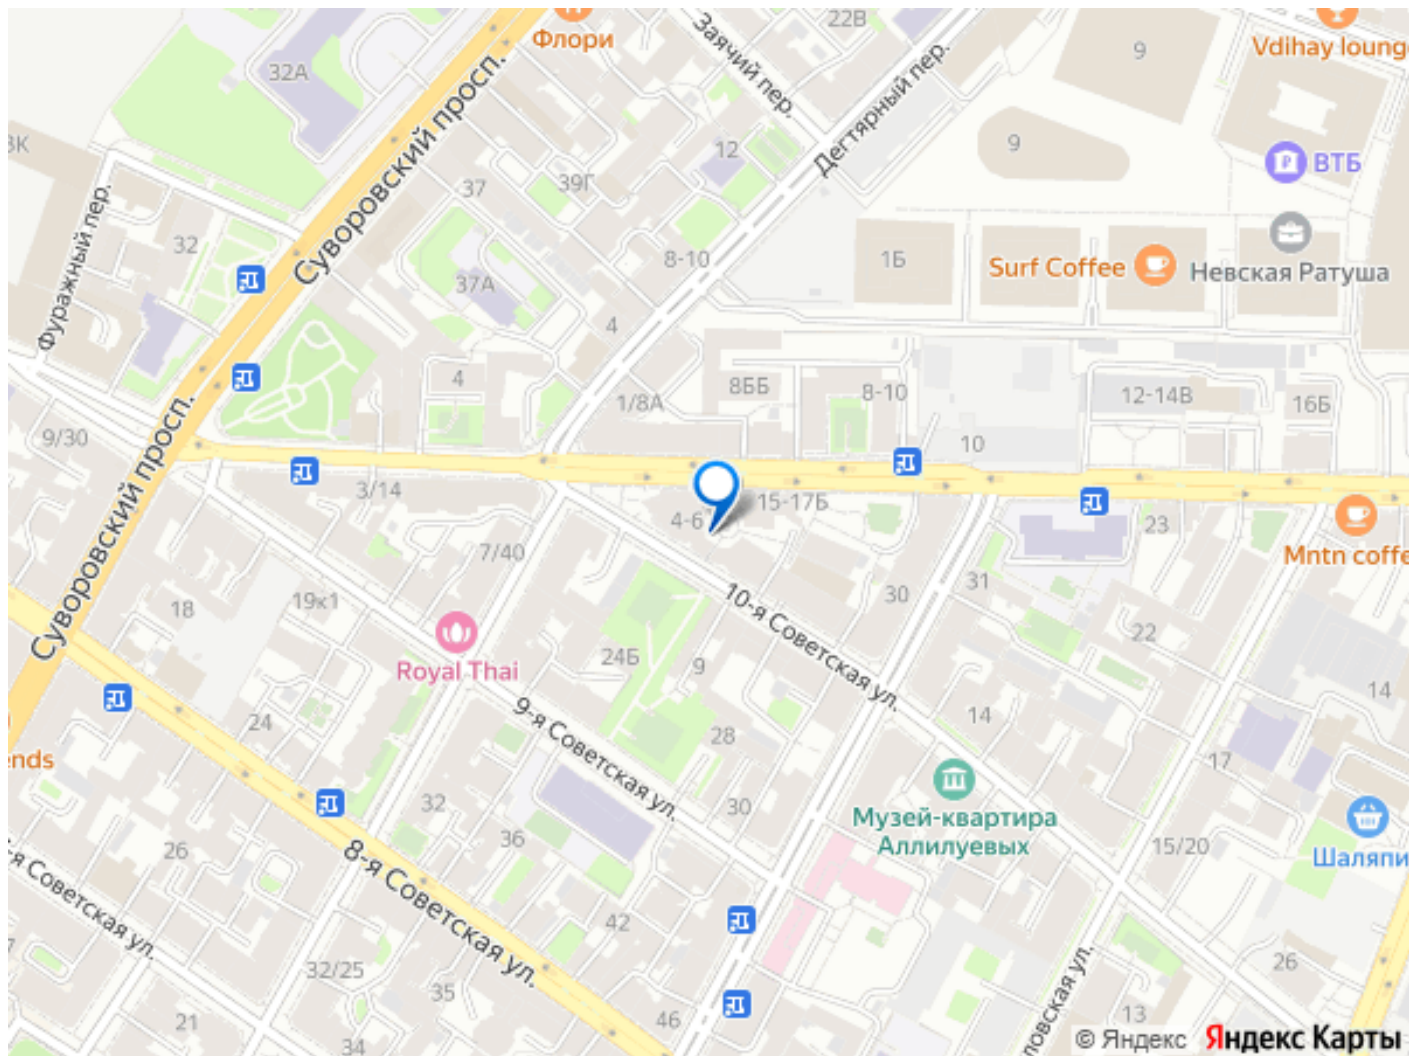 Флори
22В
Заячий пер.
9
Vdihay loung
32А
Суворовский просп.
Дегтярный пер.
12
9
ВТБ
37
39Г
Фуражный пер.
32
8-10
1Б
Surf Coffee
Невская Ратуша
37А
4
4
8ББ
8-10
12-14В
16Б
1/8А
9/30
Суворовский просп.
10
3/14
4-6
15-17Б
23
Mntn coffe
7/40
31
30
18
19к1
10-я Советская ул.
22
Royal Thai
24Б
9
14
24
9-я Советская ул.
28
14
17
ends
32
30
Музей-квартира
Аллилуевых
36
15/20
Шаляпи
26
8-я Советская ул.
я Советская ул.
42
32/25
35
26
46
13
21
34
ловская ул.
© Яндекс Яндекс Карты